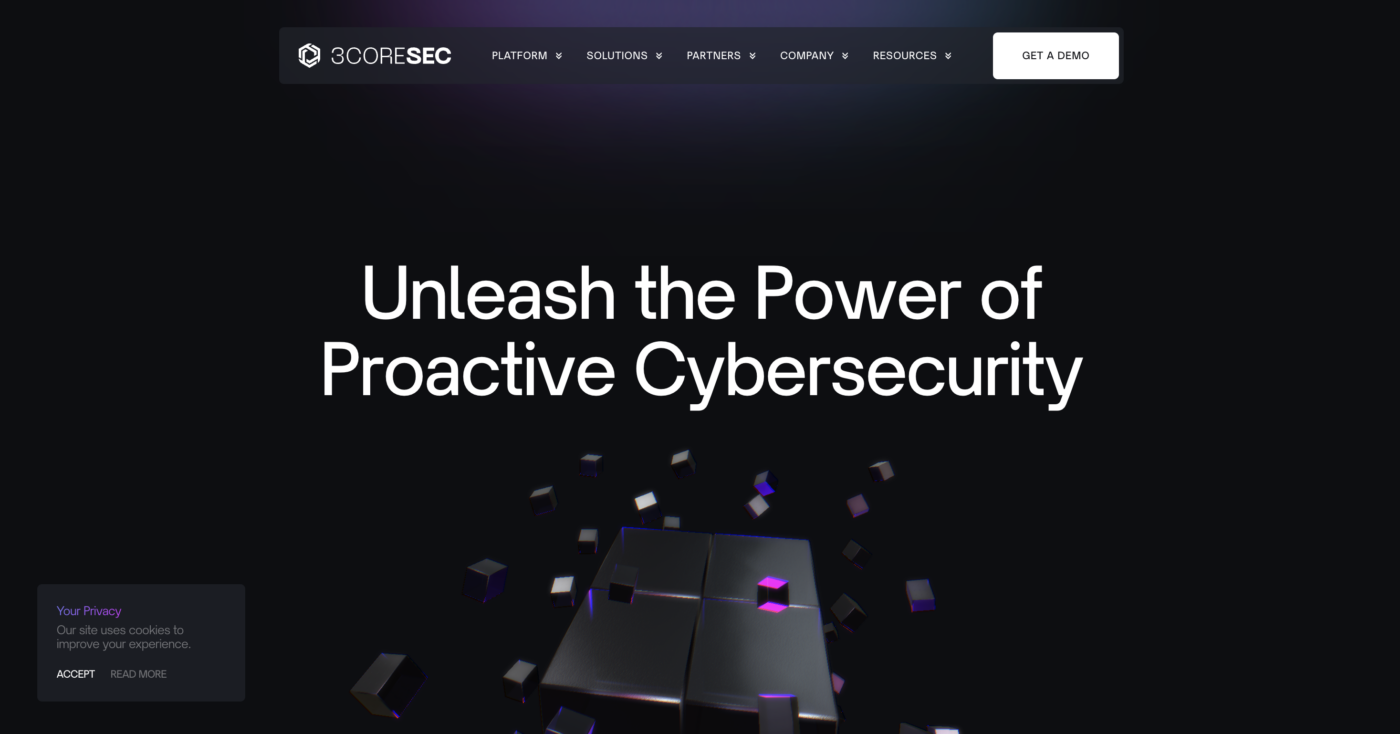 3CORESEC
PLATFORM
SOLUTIONS
PARTNERS
COMPANY
RESOURCES
GET A DEMO
Unleash the Power of
Proactive Cybersecurity
Your Privacy
Our site uses cookies to
improve your experience.
ACCEPT
READ MORE